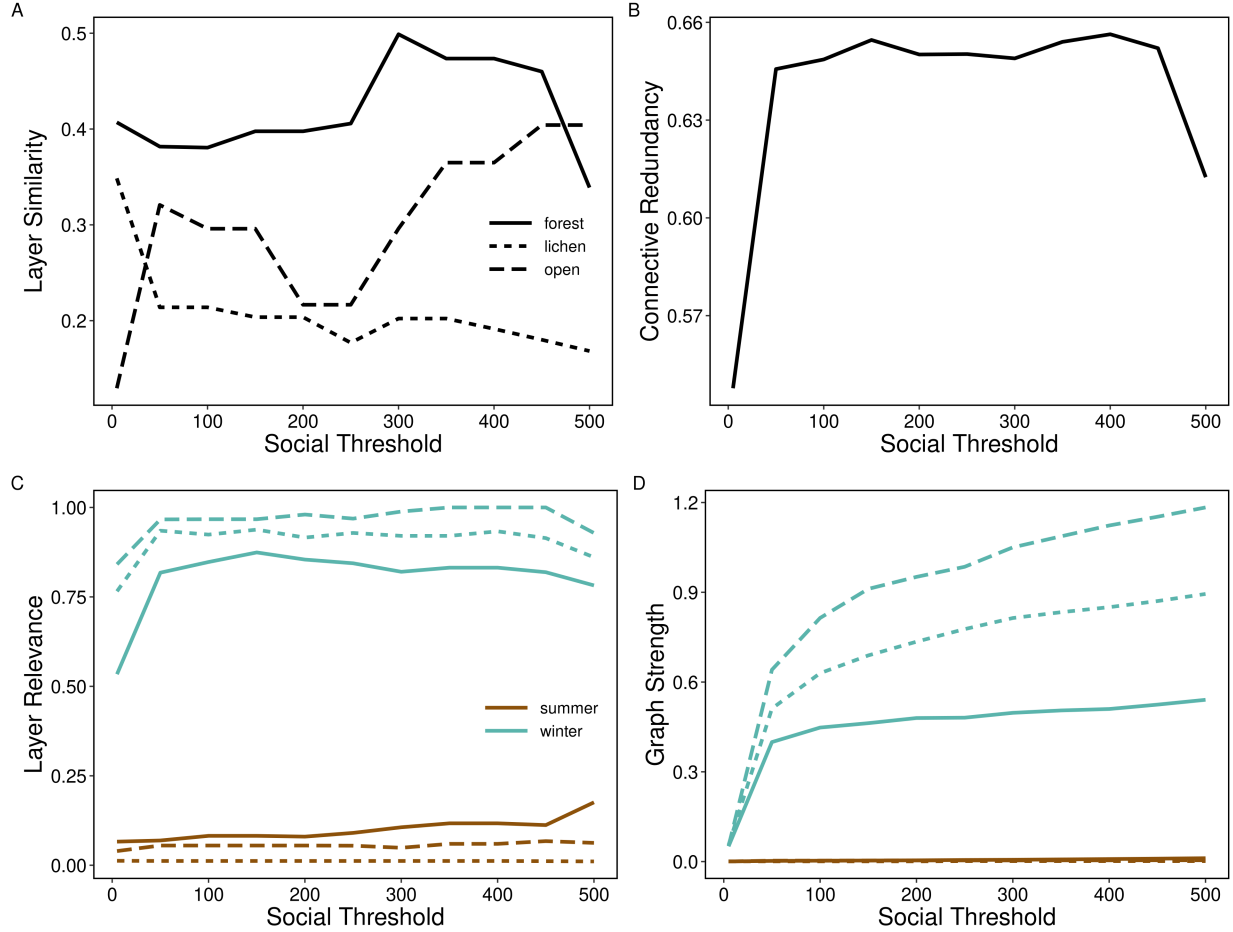 A
Layer Similarity
0.5
0.4
0.3
0.2
forest
lichen
open
0 100 200 300 400 500
Social Threshold
B
Connective Redundancy
0.66
0.63
0.60
0.57
0 100 200 300 400 500
Social Threshold
C
Layer Relevance
1.00
0.75
0.50
0.25
0.00
summer
winter
0 100 200 300 400 500
Social Threshold
D
Graph Strength
1.2
0.9
0.6
0.3
0.0
0 100 200 300 400 500
Social Threshold